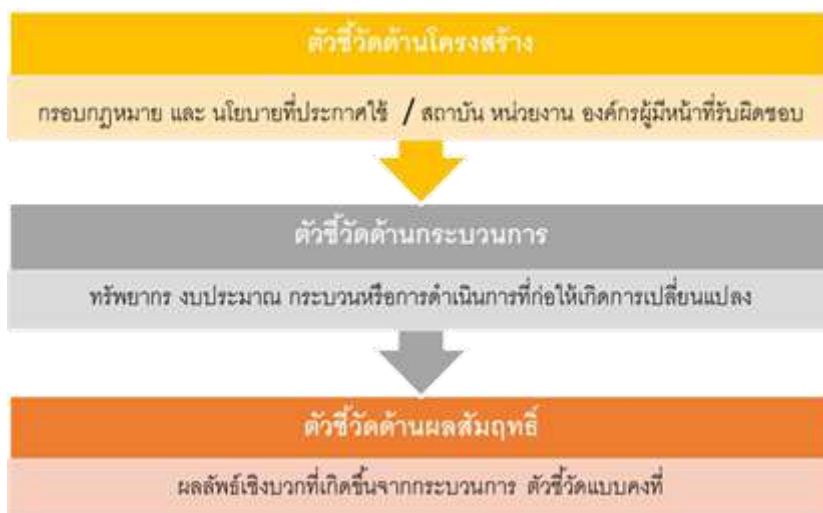 ตัวชี้วัดด้านโครงสร้าง
กรอบกฎหมาย และ นโยบายที่ประกาศใช้ / สถาบัน หน่วยงาน องค์กรผู้มีหน้าที่รับผิดชอบ
ตัวชี้วัดด้านกระบวนการ
ทรัพยากร งบประมาณ กระบวนหรือการดำเนินการที่ก่อให้เกิดการเปลี่ยนแปลง
ตัวชี้วัดด้านผลสัมฤทธิ์
ผลลัพธ์เชิงบวกที่เกิดขึ้นจากกระบวนการ ตัวชี้วัดแบบคงที่